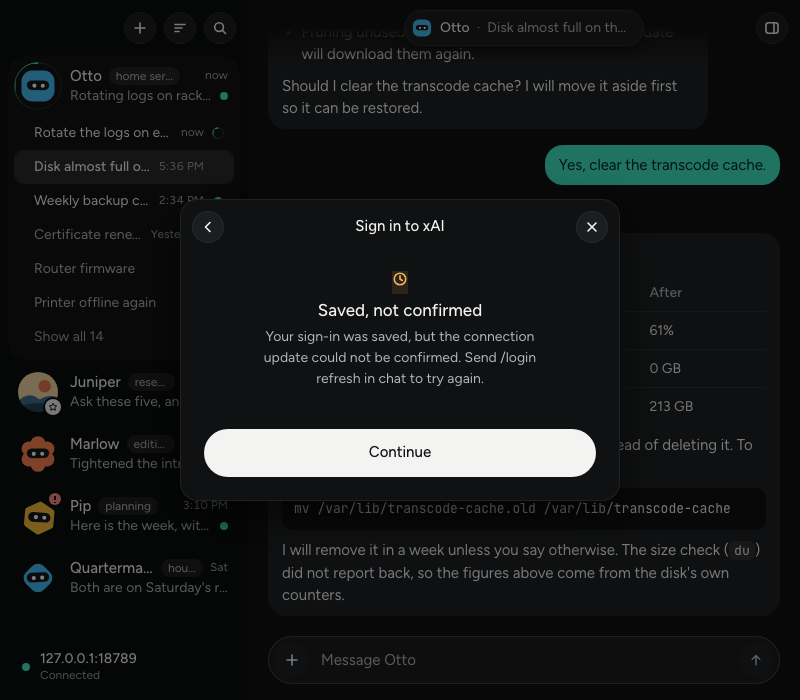 Otto · Disk almost full on th...
Pruning unused
date
will download them again.
Should I clear the transcode cache? I will move it aside first
so it can be restored.
Yes, clear the transcode cache.
Otto home ser... now
Rotating logs on rack...
Rotate the logs on e... now
Disk almost full o... 5:36 PM
Weekly backup c... 2:34 PM
Certificate rene... Yeste
Router firmware
Printer offline again
Show all 14
Juniper rese...
Ask these five, an
Marlow editi...
Tightened the intr
Pip planning 3:10 PM
Here is the week, wit...
Quarterma... hou... Sat
Both are on Saturday's r...
127.0.0.1:18789
Connected
Sign in to xAI
Saved, not confirmed
Your sign-in was saved, but the connection
update could not be confirmed. Send /login
refresh in chat to try again.
Continue
After
61%
0 GB
213 GB
ead of deleting it. To
mv /var/lib/transcode-cache.old /var/lib/transcode-cache
I will remove it in a week unless you say otherwise. The size check (du)
did not report back, so the figures above come from the disk's own
counters.
Message Otto